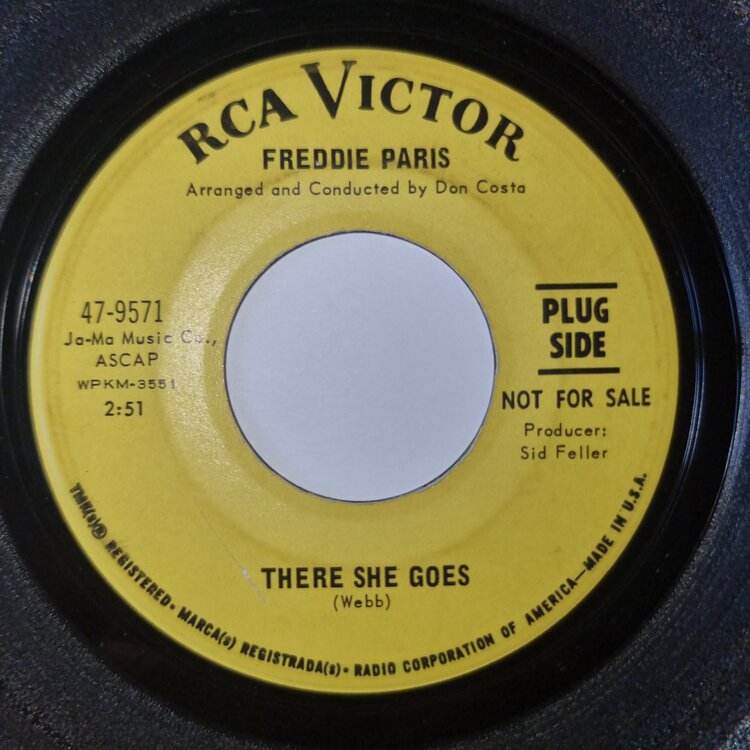 RCA VICTOR
FREDDIE PARIS
Arranged and Conducted by Don Costa
47-9571
Ja-Ma Music Co.,
ASCAP
WPKM-3551
2:51
PLUG
SIDE
NOT FOR SALE
Producer:
Sid Feller
THERE SHE GOES
(Webb)
TMK(s)® REGISTERED • MARCA(s) REGISTRADA(s) • RADIO CORPORATION OF AMERICA—MADE IN U.S.A.